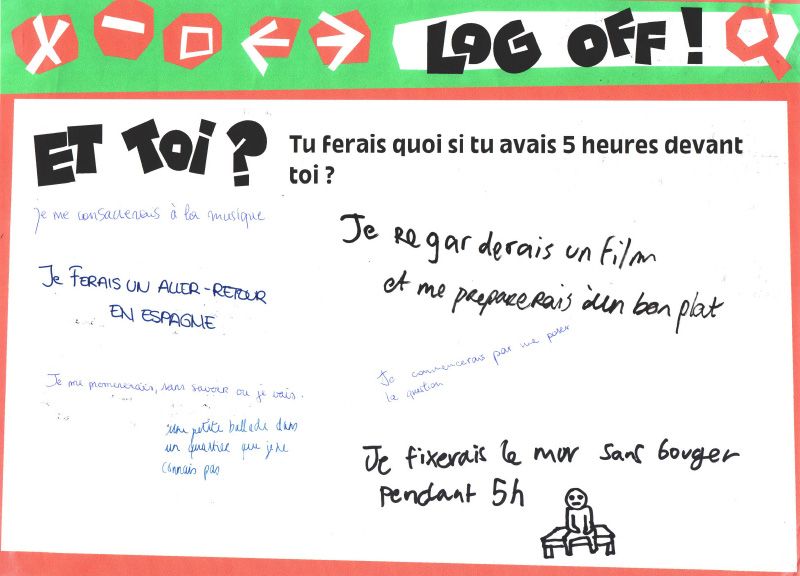 LOG OFF !
ET TOI ?
Tu ferais quoi si tu avais 5 heures devant
toi ?
Je me consacrerais à la musique
Je regarderais un film
et me préparerais un bon plat
JE FERAIS UN ALLER-RETOUR
EN ESPAGNE
Je commencerais par me poser
la question
Je me promenerais, sans savoir ou je vais.
une petite ballade dans
un quartier que je ne
connais pas
Je fixerais le mur sans bouger
pendant 5h